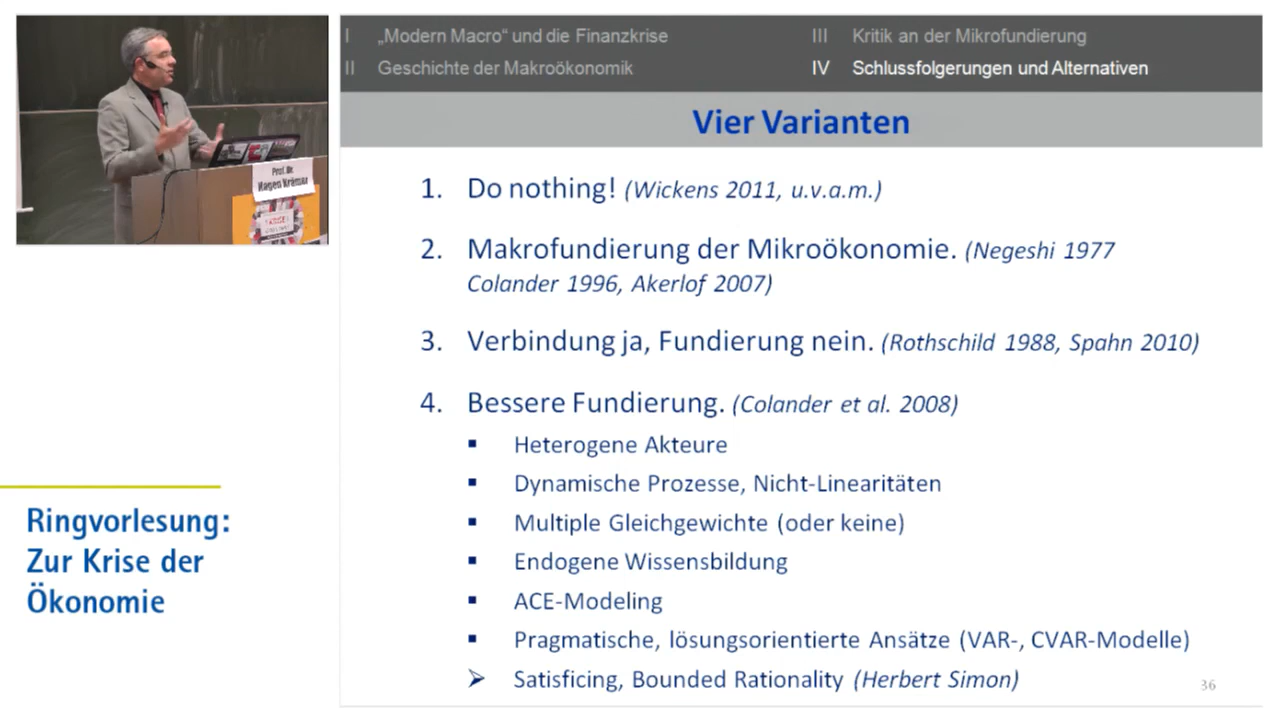 I „Modern Macro“ und die Finanzkrise
II Geschichte der Makroökonomik
III Kritik an der Mikrofundierung
IV Schlussfolgerungen und Alternativen
Vier Varianten
1. Do nothing! (Wickens 2011, u.v.a.m.)
2. Makrofundierung der Mikroökonomie. (Negeshi 1977
Colander 1996, Akerlof 2007)
3. Verbindung ja, Fundierung nein. (Rothschild 1988, Spahn 2010)
4. Bessere Fundierung. (Colander et al. 2008)
▪ Heterogene Akteure
▪ Dynamische Prozesse, Nicht-Linearitäten
▪ Multiple Gleichgewichte (oder keine)
▪ Endogene Wissensbildung
▪ ACE-Modeling
▪ Pragmatische, lösungsorientierte Ansätze (VAR-, CVAR-Modelle)
➢ Satisficing, Bounded Rationality (Herbert Simon)
36
Prof. Dr.
Hagen Krämer
Ringvorlesung:
Zur Krise der
Ökonomie